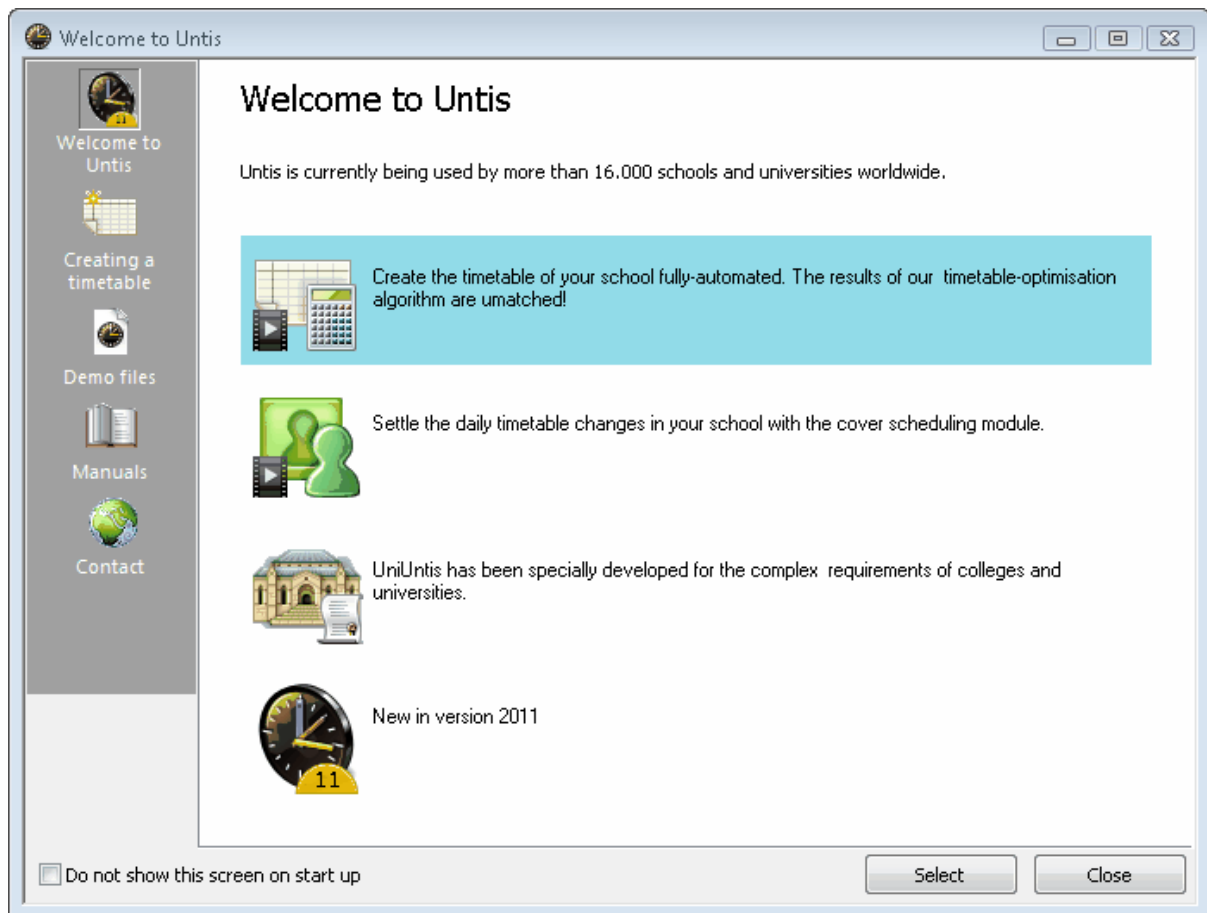 Welcome to Untis
Welcome to
Untis
Creating a
timetable
Demo files
Manuals
Contact
Welcome to Untis
Untis is currently being used by more than 16.000 schools and universities worldwide.
Create the timetable of your school fully-automated. The results of our timetable-optimisation
algorithm are umatched!
Settle the daily timetable changes in your school with the cover scheduling module.
UniUntis has been specially developed for the complex requirements of colleges and
universities.
New in version 2011
11
Do not show this screen on start up
Select
Close